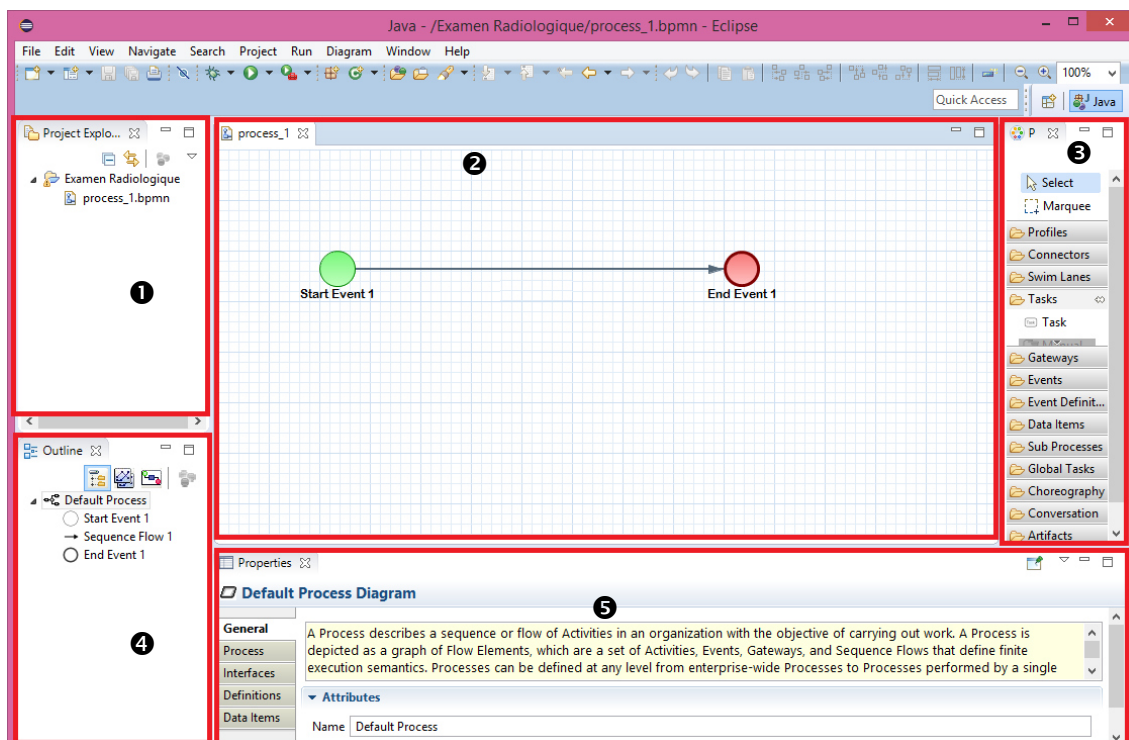 Java - /Examen Radiologique/process_1.bpmn - Eclipse
File Edit View Navigate Search Project Run Diagram Window Help
100%
Quick Access
Java
Project Explo...
Examen Radiologique
process_1.bpmn
❶
process_1
❷
Start Event 1
End Event 1
P
❸
Select
Marquee
Profiles
Connectors
Swim Lanes
Tasks
Task
Manual
Gateways
Events
Event Definit...
Data Items
Sub Processes
Global Tasks
Choreography
Conversation
Artifacts
Outline
Default Process
Start Event 1
Sequence Flow 1
End Event 1
❹
Properties
Default Process Diagram
❺
General
Process
Interfaces
Definitions
Data Items
A Process describes a sequence or flow of Activities in an organization with the objective of carrying out work. A Process is
depicted as a graph of Flow Elements, which are a set of Activities, Events, Gateways, and Sequence Flows that define finite
execution semantics. Processes can be defined at any level from enterprise-wide Processes to Processes performed by a single
Attributes
Name Default Process